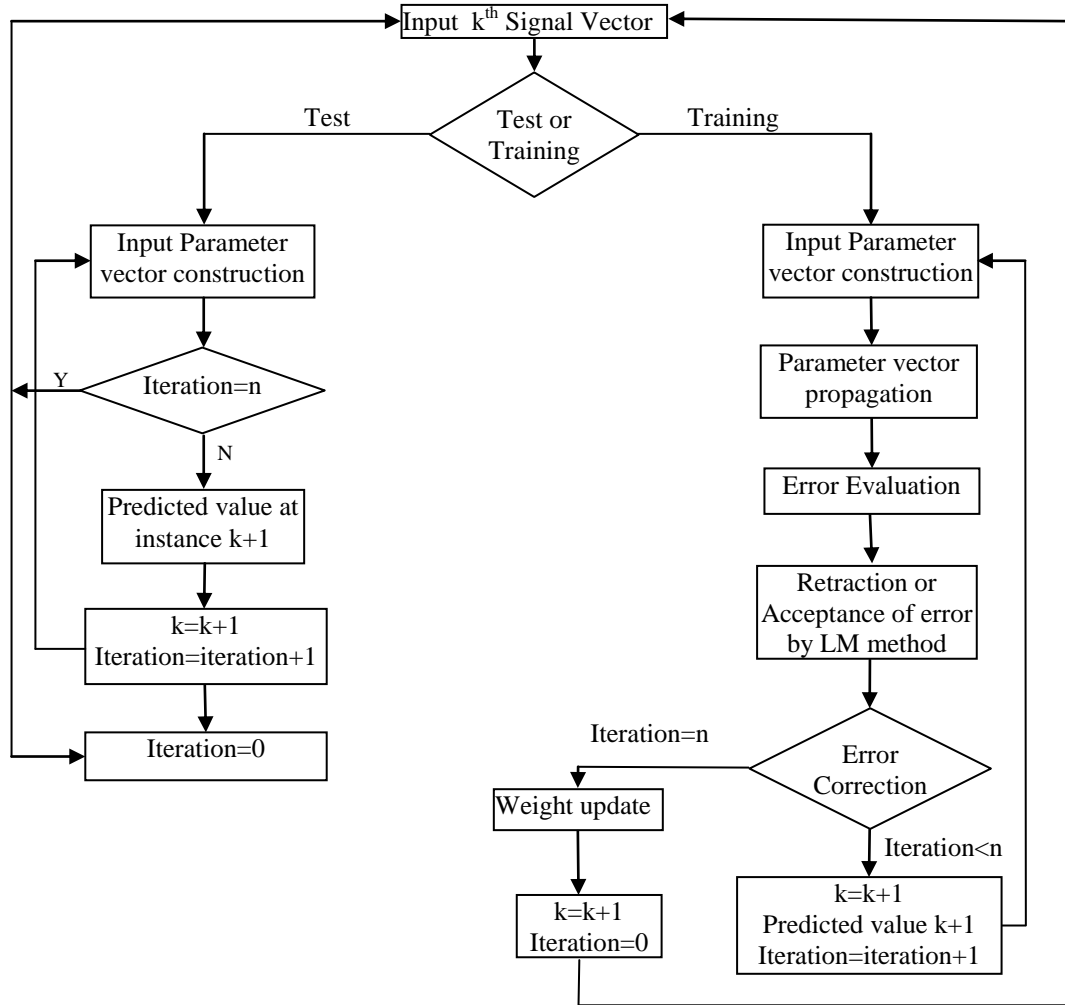 Input kth Signal Vector
Test or
Training
Test
Training
Input Parameter
vector construction
Iteration=n
Y
N
Predicted value at
instance k+1
k=k+1
Iteration=iteration+1
Iteration=0
Input Parameter
vector construction
Parameter vector
propagation
Error Evaluation
Retraction or
Acceptance of error
by LM method
Error
Correction
Iteration=n
Weight update
k=k+1
Iteration=0
Iteration<n
k=k+1
Predicted value k+1
Iteration=iteration+1